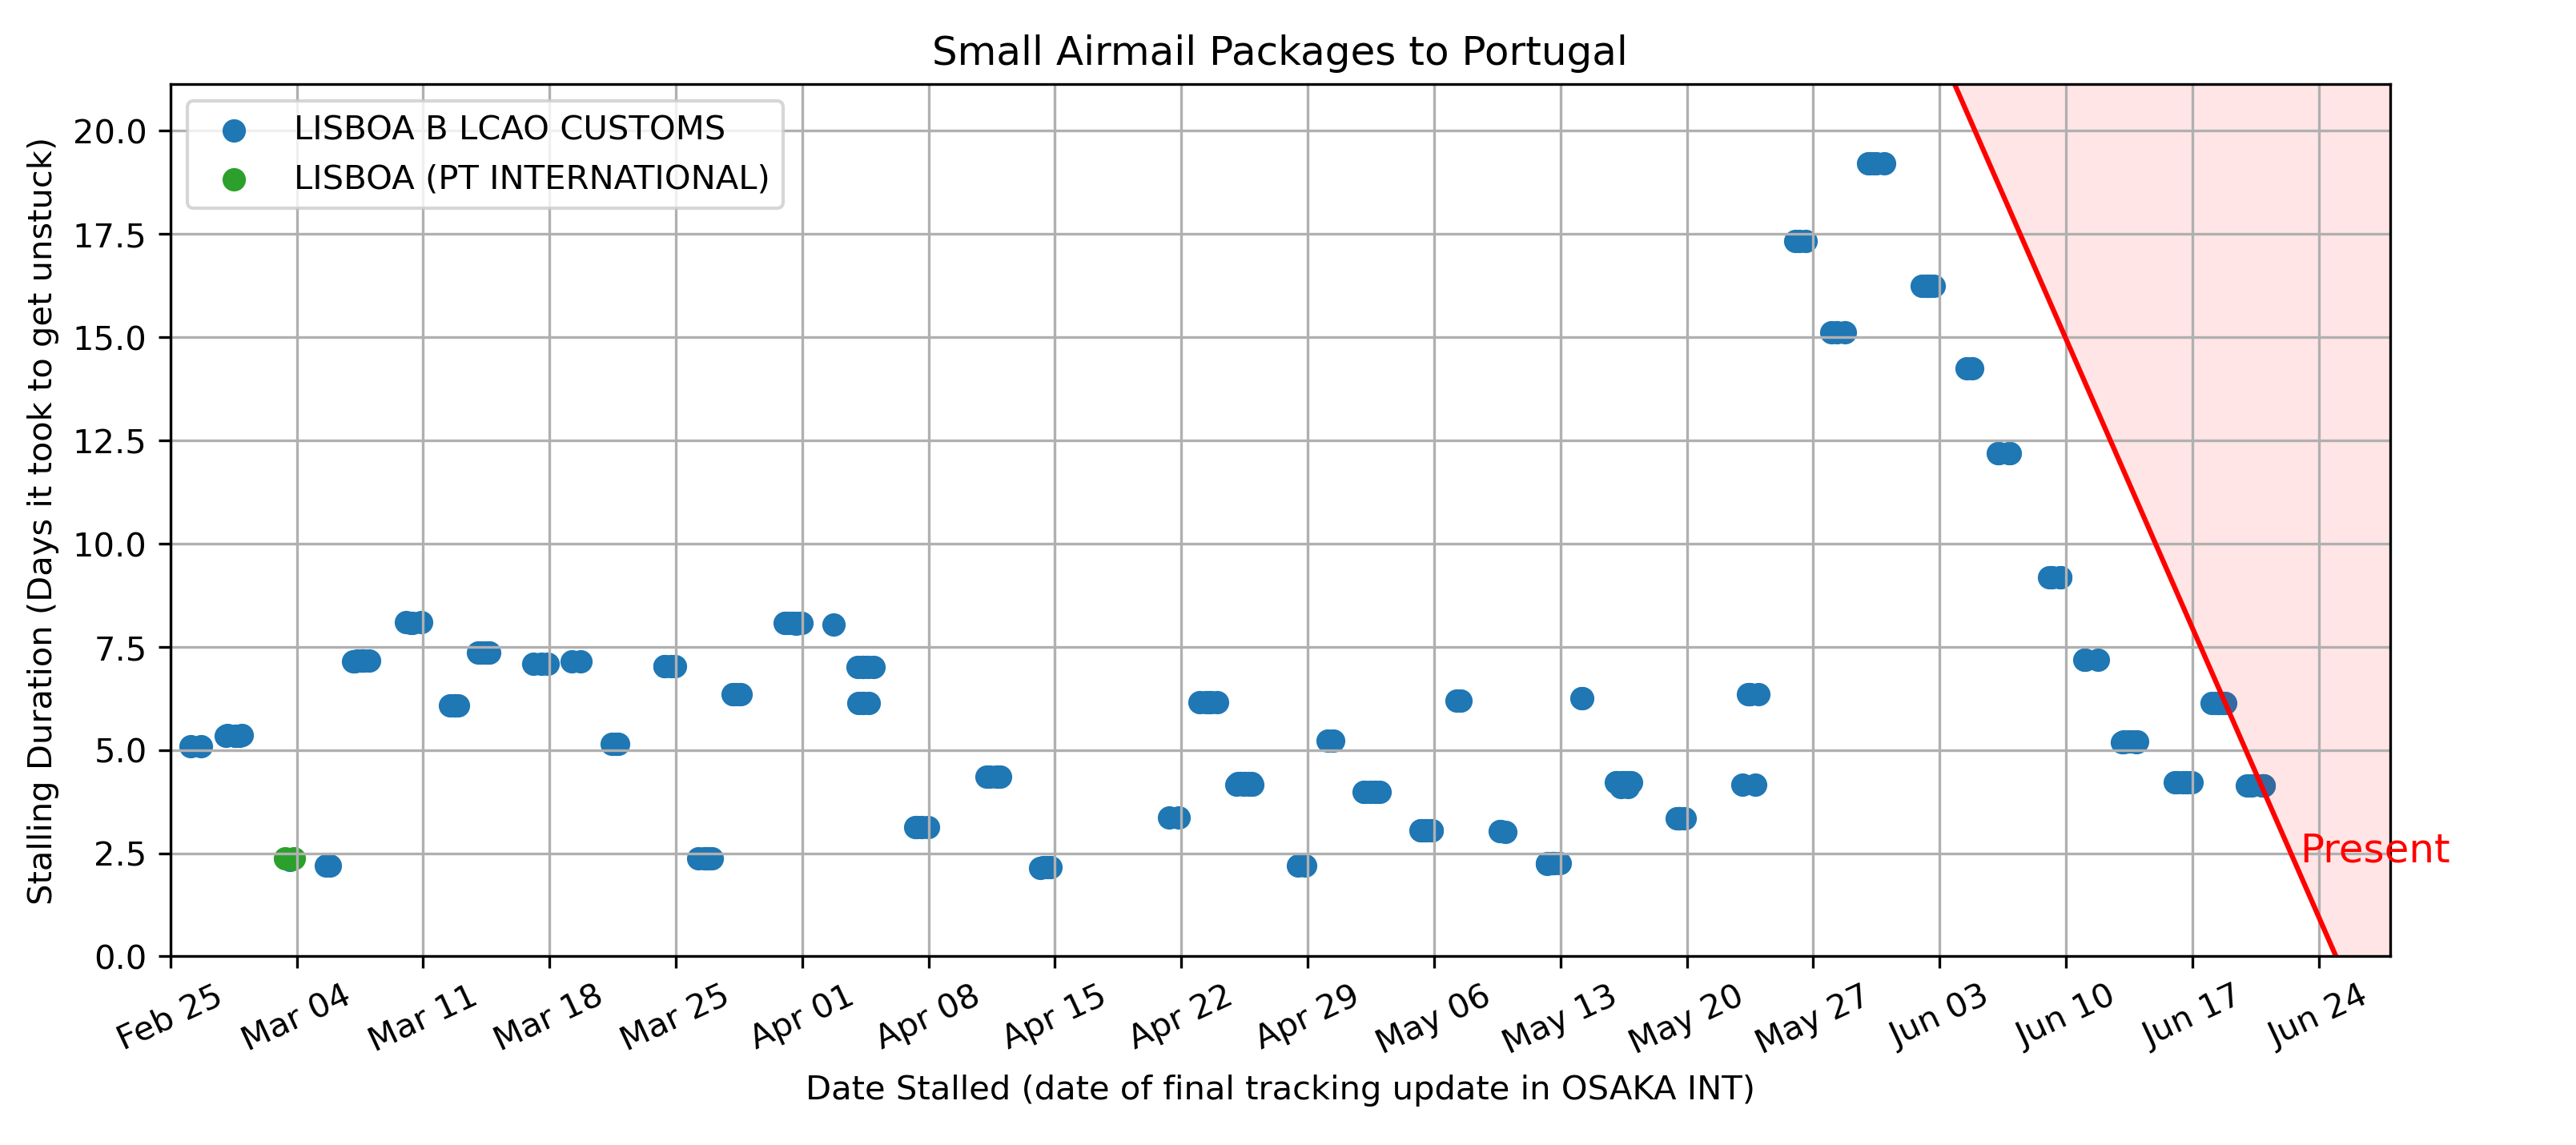 Small Airmail Packages to Portugal
LISBOA B LCAO CUSTOMS
LISBOA (PT INTERNATIONAL)
Stalling Duration (Days it took to get unstuck)
20.0
17.5
15.0
12.5
10.0
7.5
5.0
2.5
0.0
Present
Feb 25
Mar 04
Mar 11
Mar 18
Mar 25
Apr 01
Apr 08
Apr 15
Apr 22
Apr 29
May 06
May 13
May 20
May 27
Jun 03
Jun 10
Jun 17
Jun 24
Date Stalled (date of final tracking update in OSAKA INT)